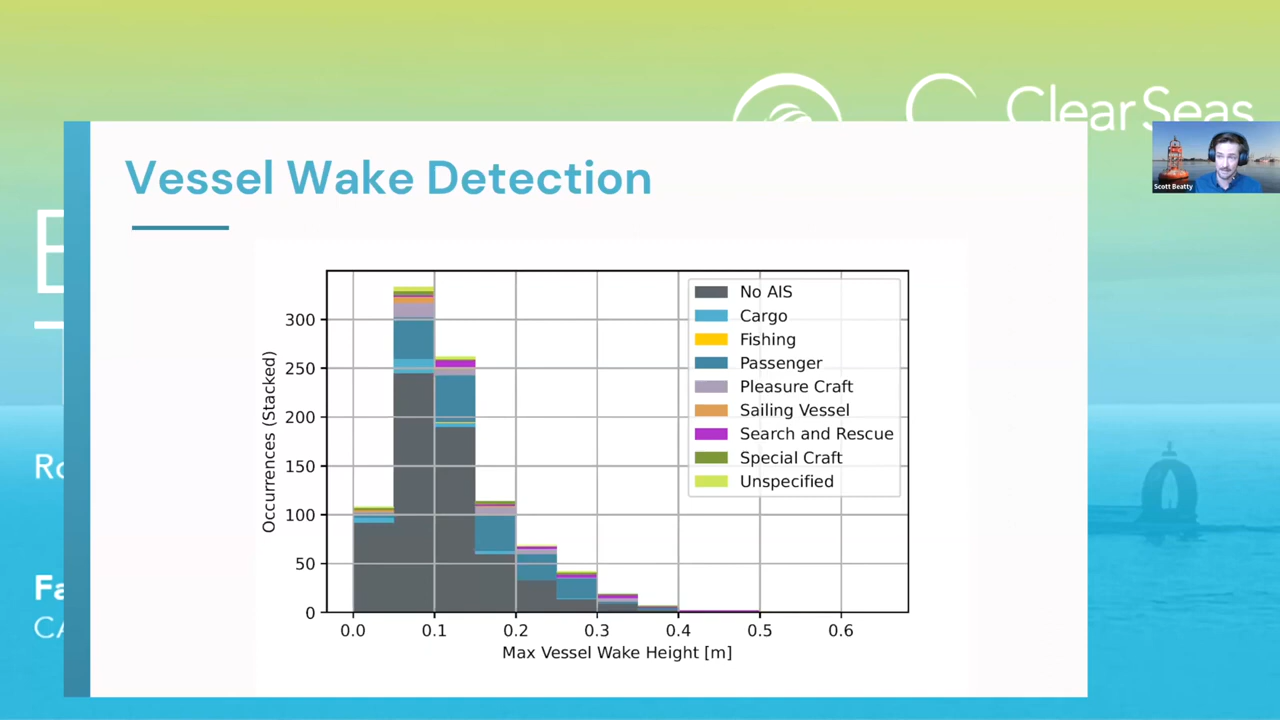 ClearSeas
Scott Beatty
Vessel Wake Detection
No AIS
Cargo
Fishing
Passenger
Pleasure Craft
Sailing Vessel
Search and Rescue
Special Craft
Unspecified
Occurrences (Stacked)
300
250
200
150
100
50
0
0.0 0.1 0.2 0.3 0.4 0.5 0.6
Max Vessel Wake Height [m]